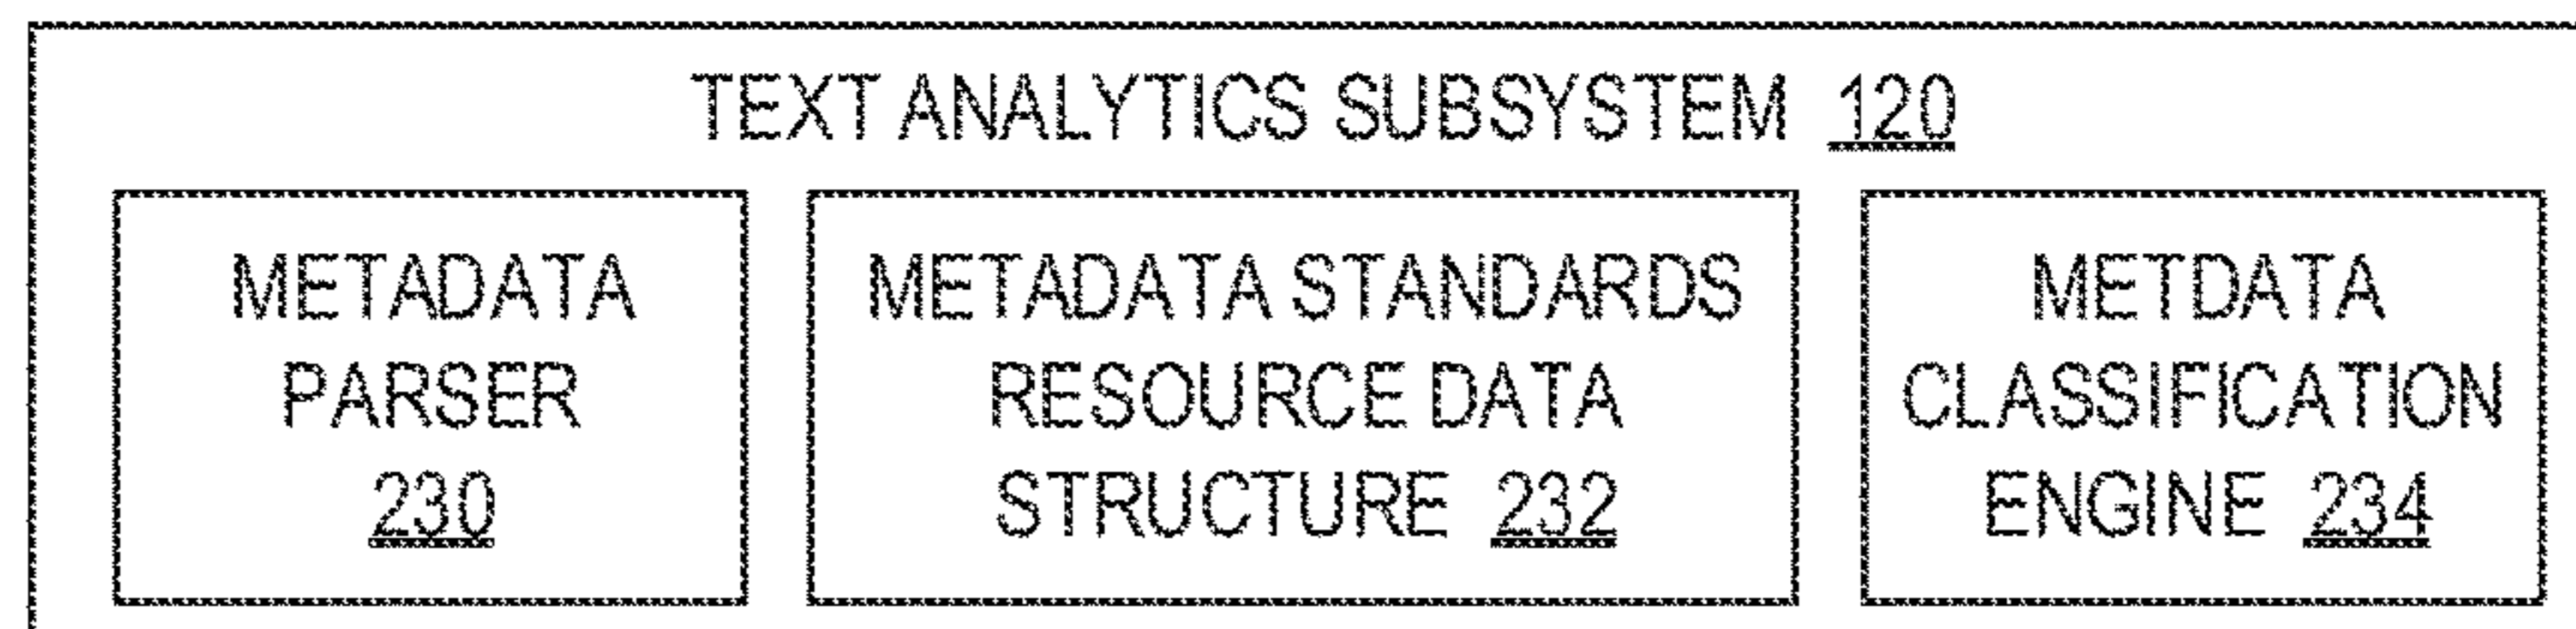 TEXT ANALYTICS SUBSYSTEM 120
METADATA
PARSER
230
METADATA STANDARDS
RESOURCE DATA
STRUCTURE 232
METDATA
CLASSIFICATION
ENGINE 234